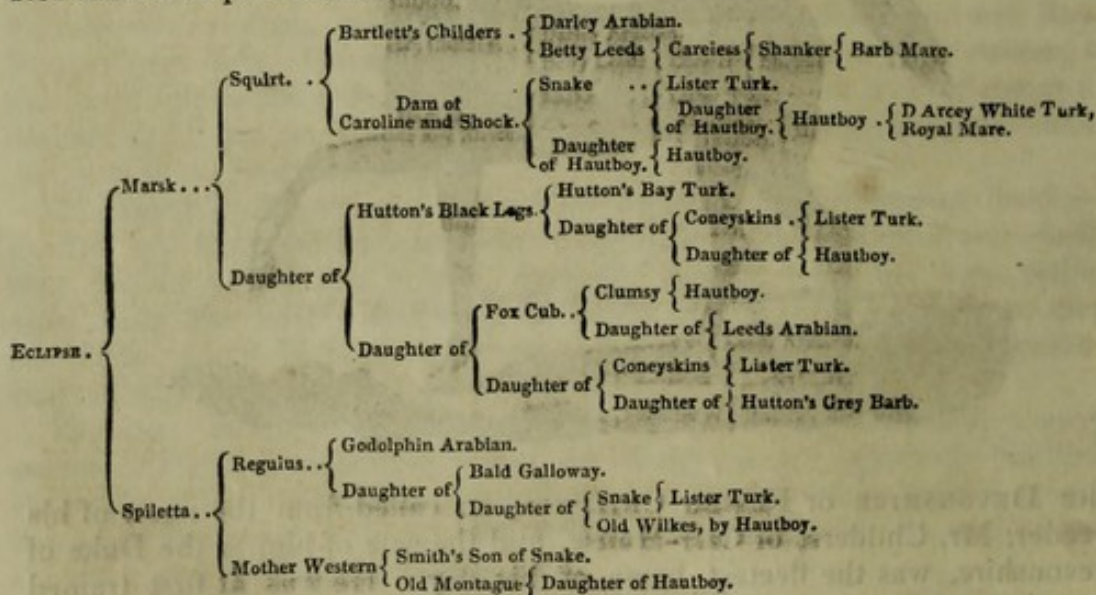 Bartlett's Childers . { Darley Arabian.
Betty Leeds { Careless { Shanker { Barb Mare.
Squirt. .
Snake .. { Lister Turk.
Dam of
Caroline and Shock.
Daughter
of Hautboy. { Hautboy . { D Arcey White Turk,
Royal Mare.
Daughter
of Hautboy. { Hautboy.
Marsk . . .
Hutton's Bay Turk.
Hutton's Black Legs.
Daughter of { Coneyskins . { Lister Turk.
Daughter of { Hautboy.
Daughter of
Clumsy { Hautboy.
Fox Cub. .
Daughter of { Leeds Arabian.
Daughter of
Coneyskins { Lister Turk.
Daughter of
Daughter of { Hutton's Grey Barb.
ECLIPSE .
Godolphin Arabian.
Regulus . .
Bald Galloway.
Daughter of
Daughter of { Snake { Lister Turk.
Old Wilkes, by Hautboy.
Spiletta . .
Smith's Son of Snake.
Mother Western
Old Montague { Daughter of Hautboy.